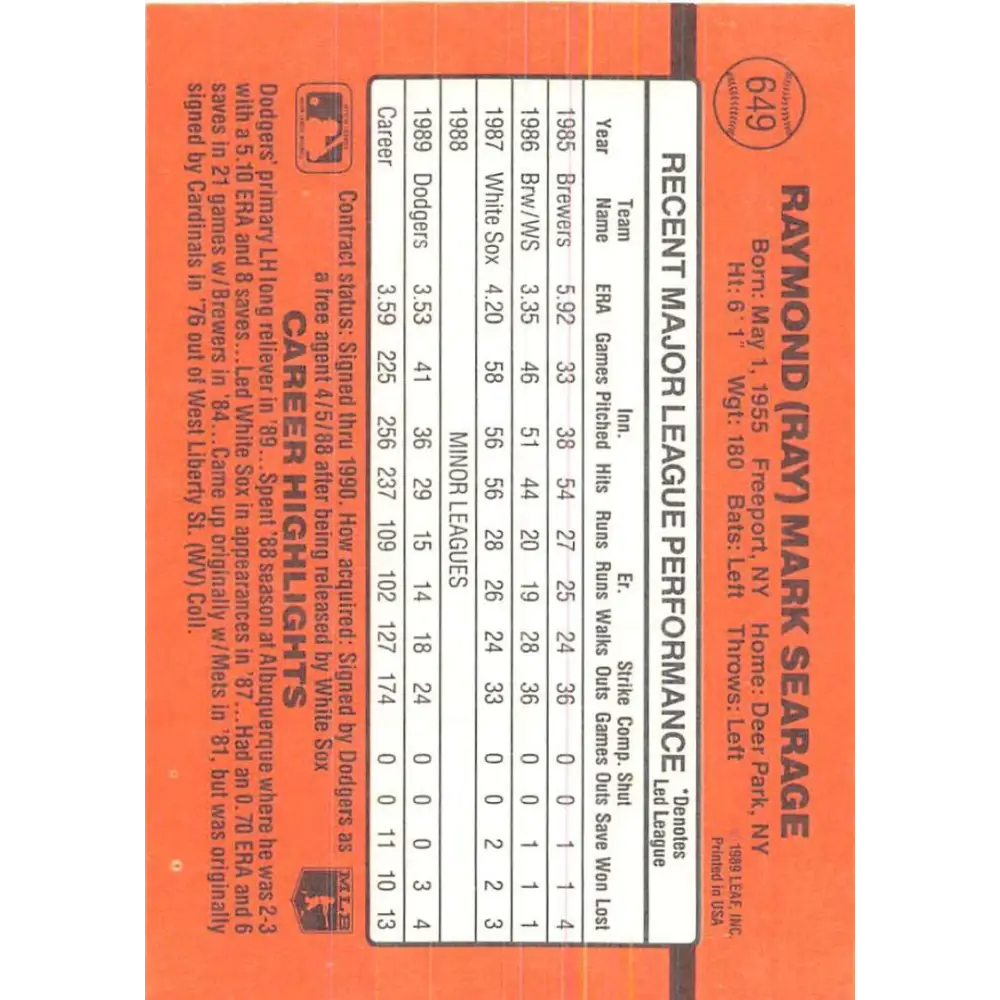 649
RAYMOND (RAY) MARK SEARAGE
Born: May 1, 1955 Freeport, NY Home: Deer Park, NY
Ht: 6' 1" Wgt: 180 Bats: Left Throws: Left
© 1989 LEAF, INC.
Printed in USA
RECENT MAJOR LEAGUE PERFORMANCE *Denotes Led League
Year Team Name ERA Games Inn. Pitched Hits Runs Er. Runs Walks Strike Outs Comp. Games Shut Outs Save Won Lost
1985 Brewers 5.92 33 38 54 27 25 24 36 0 0 1 1 4
1986 Brw/WS 3.35 46 51 44 20 19 28 36 0 0 1 1 1
1987 White Sox 4.20 58 56 56 28 26 24 33 0 0 2 2 3
1988 MINOR LEAGUES
1989 Dodgers 3.53 41 36 29 15 14 18 24 0 0 0 3 4
Career 3.59 225 256 237 109 102 127 174 0 0 11 10 13
Contract status: Signed thru 1990. How acquired: Signed by Dodgers as
a free agent 4/5/88 after being released by White Sox
MLB
CAREER HIGHLIGHTS
Dodgers' primary LH long reliever in '89...Spent '88 season at Albuquerque where he was 2-3
with a 5.10 ERA and 8 saves...Led White Sox in appearances in '87...Had an 0.70 ERA and 6
saves in 21 games w/Brewers in '84...Came up originally w/Mets in '81, but was originally
signed by Cardinals in '76 out of West Liberty St. (WV) Coll.